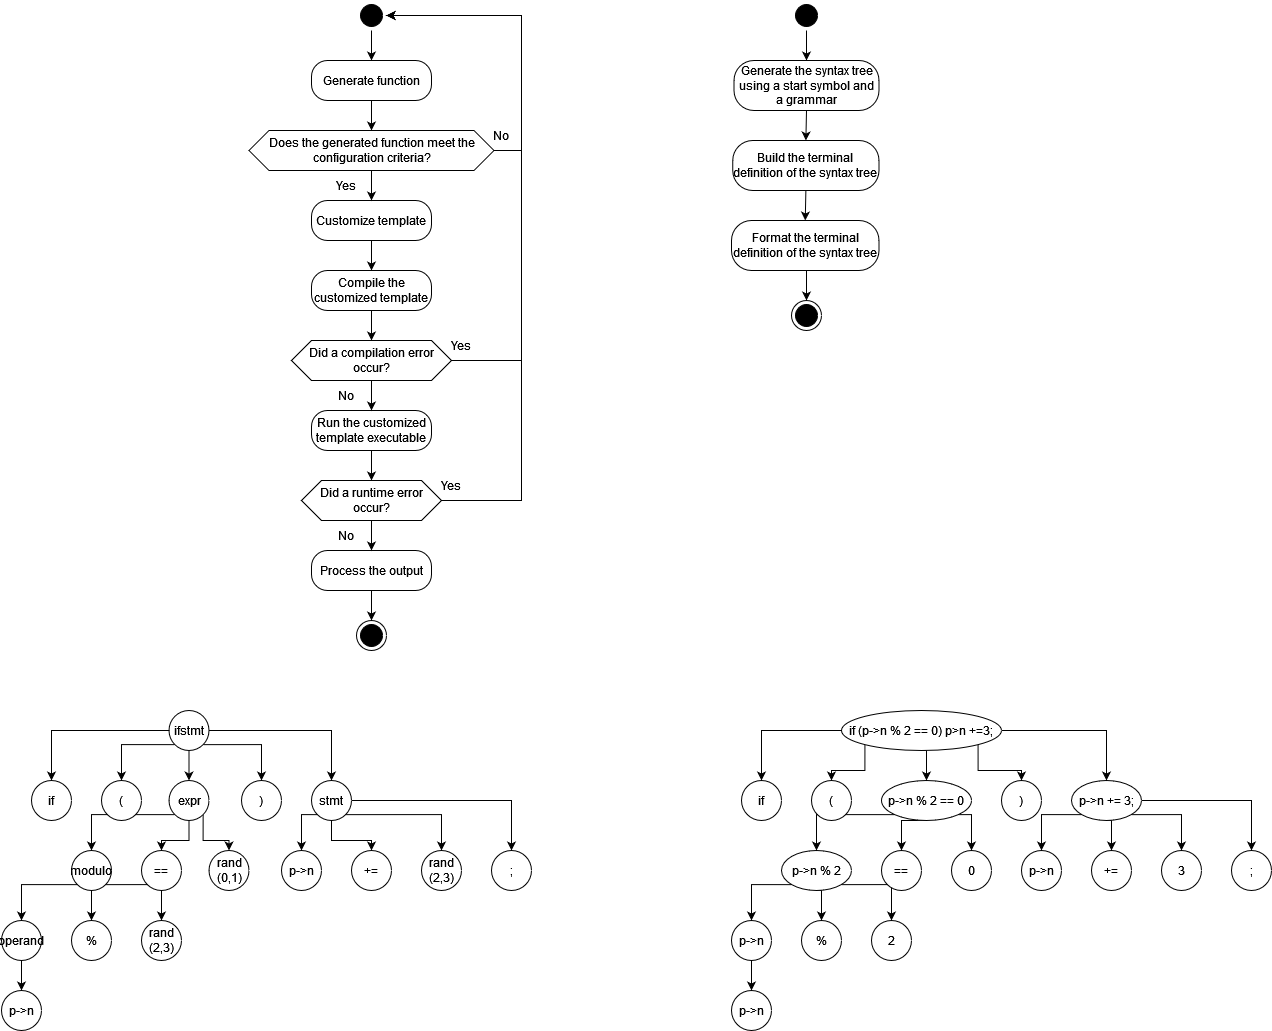 Generate function
Does the generated function meet the
configuration criteria?
No
Yes
Customize template
Compile the
customized template
Did a compilation error
occur?
Yes
No
Run the customized
template executable
Did a runtime error
occur?
Yes
No
Process the output
Generate the syntax tree
using a start symbol and
a grammar
Build the terminal
definition of the syntax tree
Format the terminal
definition of the syntax tree
ifstmt
if
(
expr
)
stmt
modulo
==
rand
(0,1)
p->n
+=
rand
(2,3)
;
operand
%
rand
(2,3)
p->n
if (p->n % 2 == 0) p>n +=3;
if
(
p->n % 2 == 0
)
p->n += 3;
p->n % 2
==
0
p->n
+=
3
;
p->n
%
2
p->n